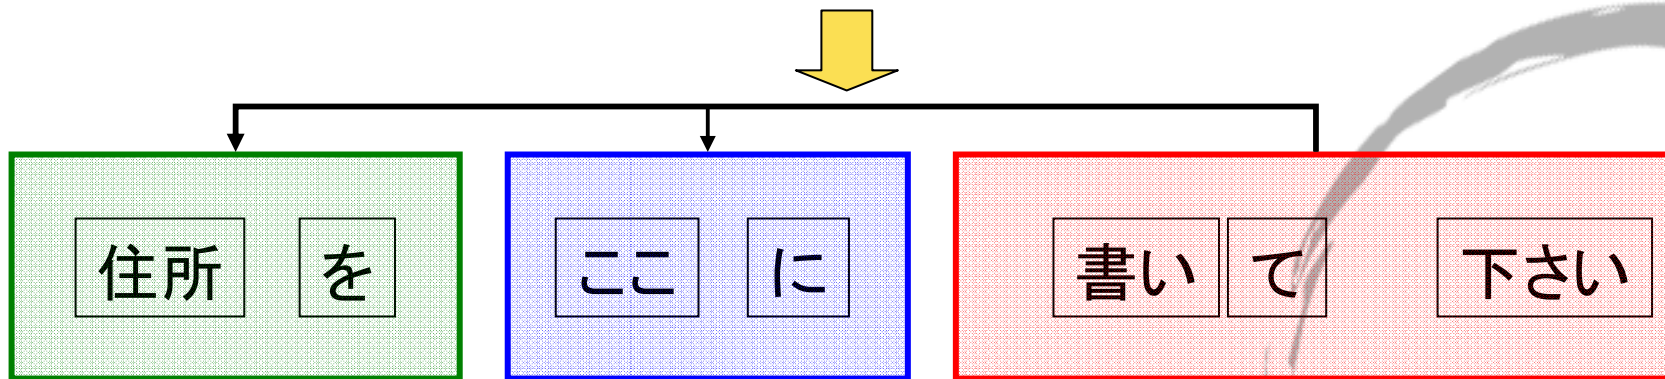 住所 を ここ に 書い て 下さい